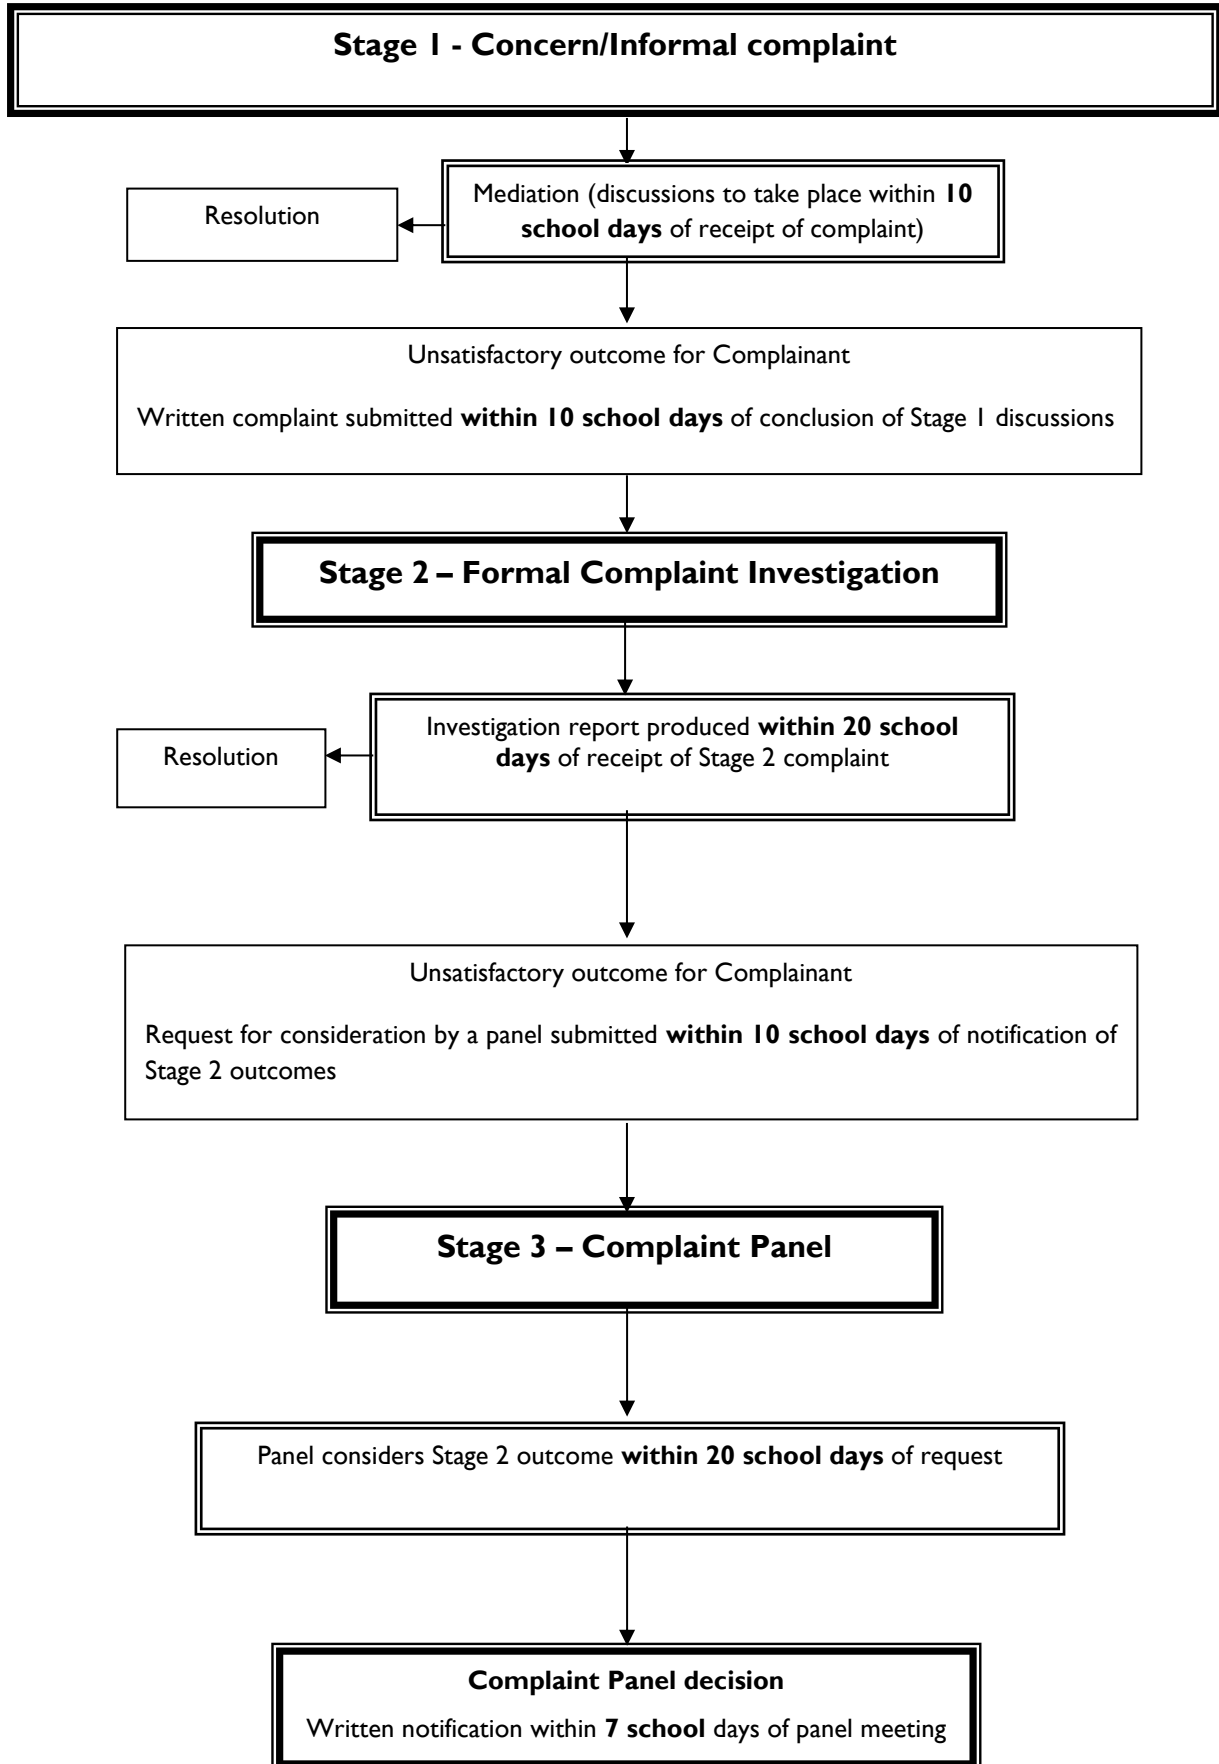 Stage 1 - Concern/Informal complaint
Mediation (discussions to take place within 10
school days of receipt of complaint)
Resolution
Unsatisfactory outcome for Complainant
Written complaint submitted within 10 school days of conclusion of Stage 1 discussions
Stage 2 – Formal Complaint Investigation
Investigation report produced within 20 school
days of receipt of Stage 2 complaint
Resolution
Unsatisfactory outcome for Complainant
Request for consideration by a panel submitted within 10 school days of notification of
Stage 2 outcomes
Stage 3 – Complaint Panel
Panel considers Stage 2 outcome within 20 school days of request
Complaint Panel decision
Written notification within 7 school days of panel meeting